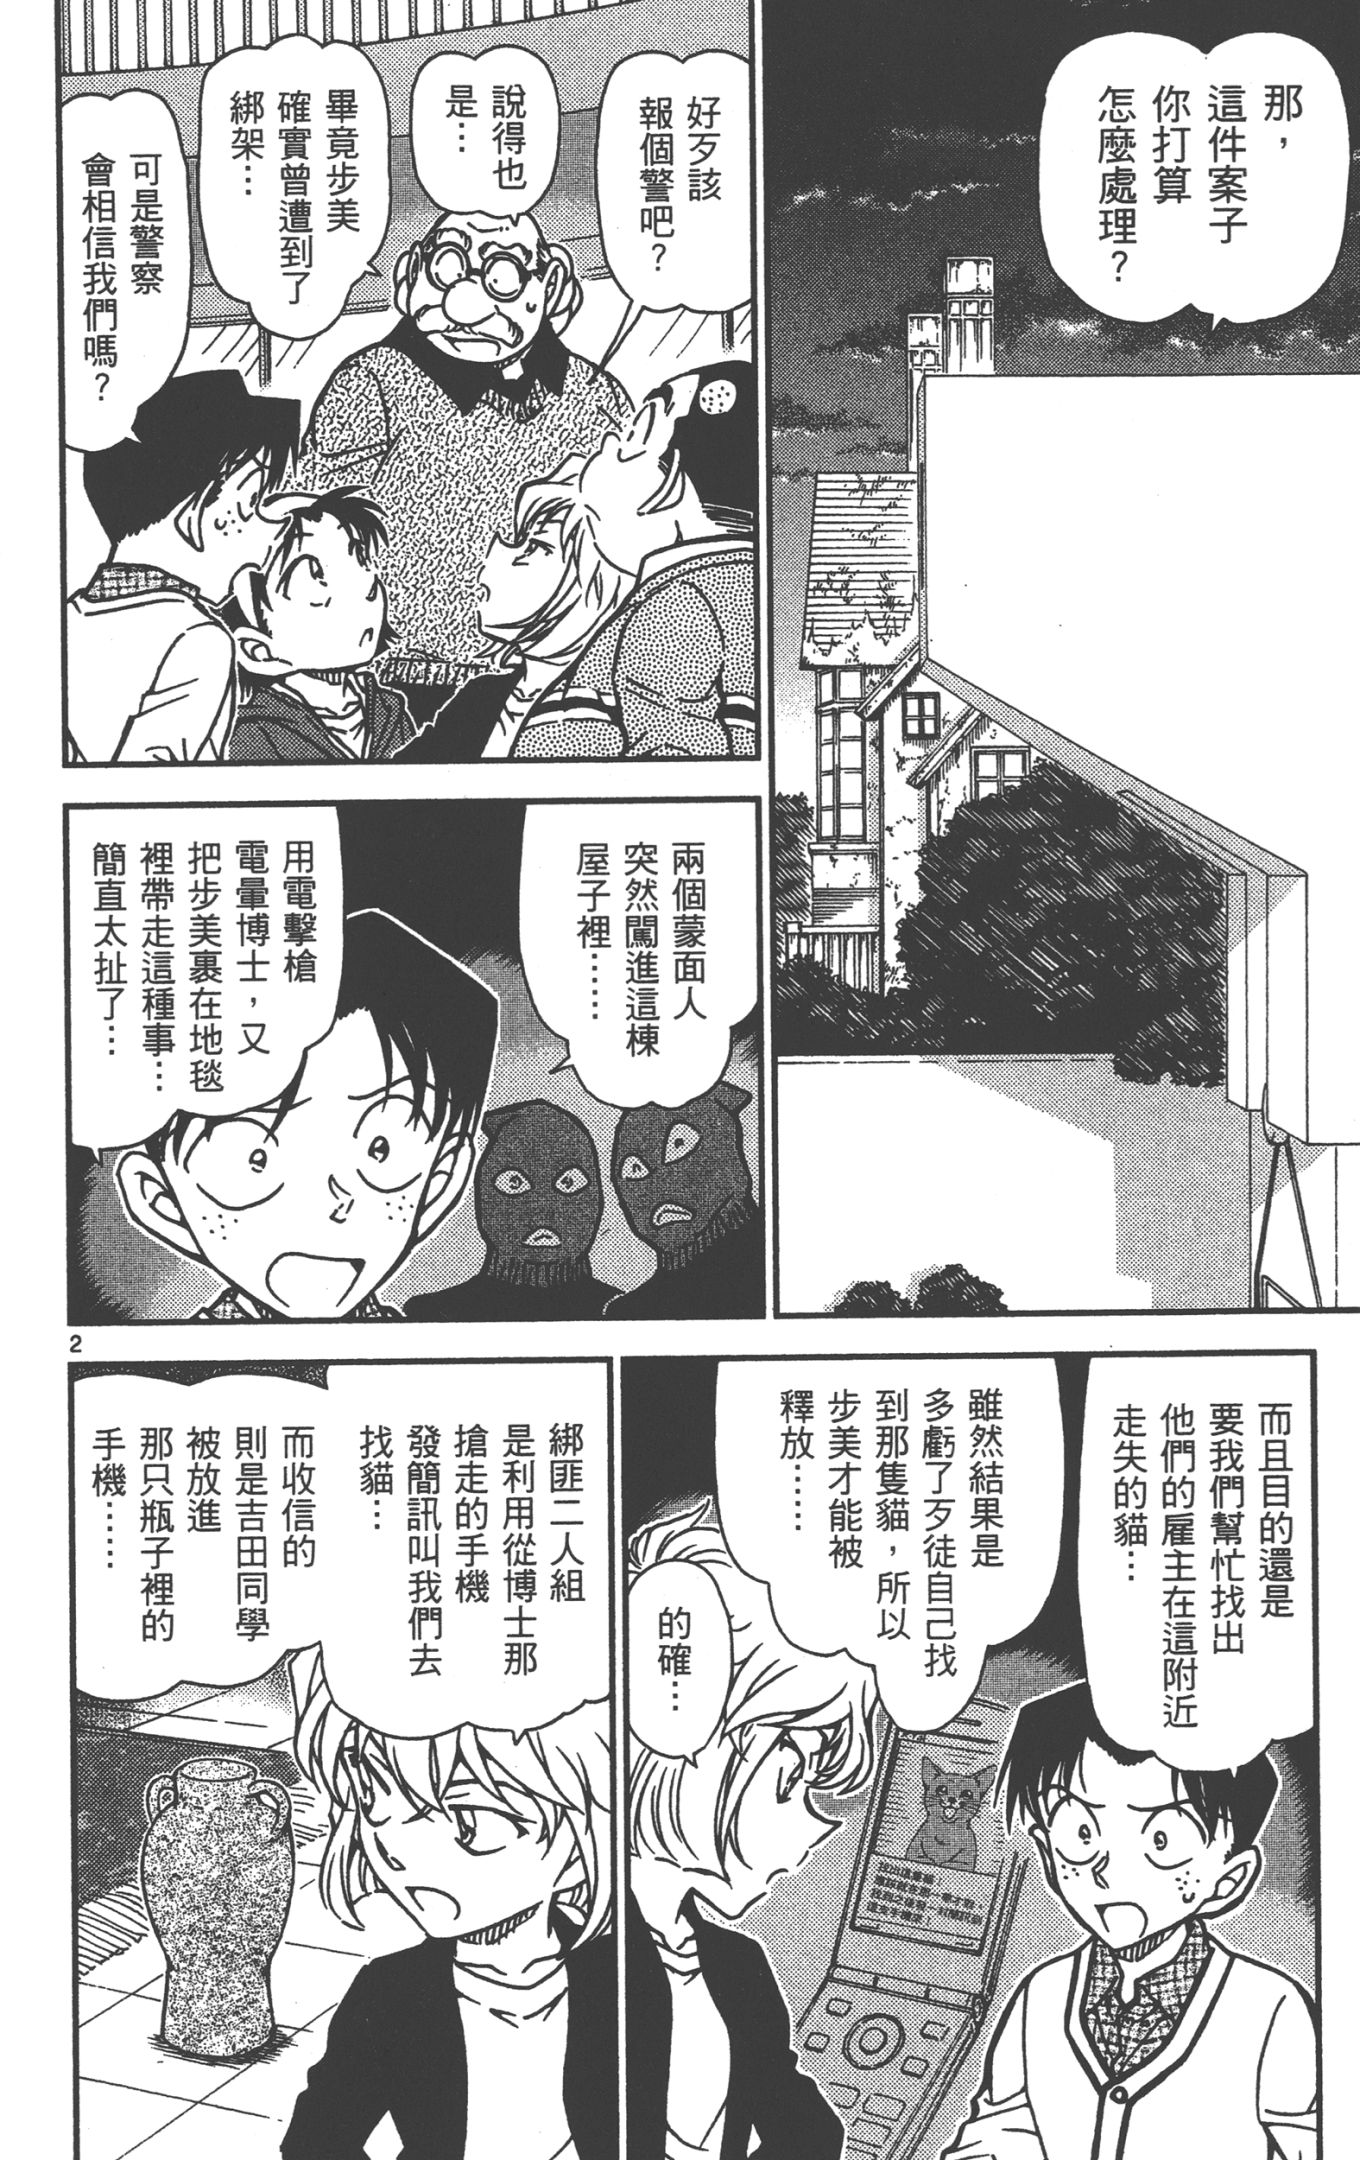 那，
這件案子
你打算
怎麼處理？
好歹該
報個警吧？
說得也
是…
畢竟步美
確實曾遭到了
綁架…
可是警察
會相信我們嗎？
兩個蒙面人
突然闖進這棟
屋子裡……
用電擊槍
電暈博士，又
把步美裹在地毯
裡帶走這種事…
簡直太扯了…
而且目的還是
要我們幫忙找出
他們的雇主在這附近
走失的貓…
雖然結果是
多虧了歹徒自己找
到那隻貓，所以
步美才能被
釋放……
的確…
綁匪二人組
是利用從博士那
搶走的手機
發簡訊叫我們去
找貓…
而收信的
則是吉田同學
被放進
那只瓶子裡的
手機……
2